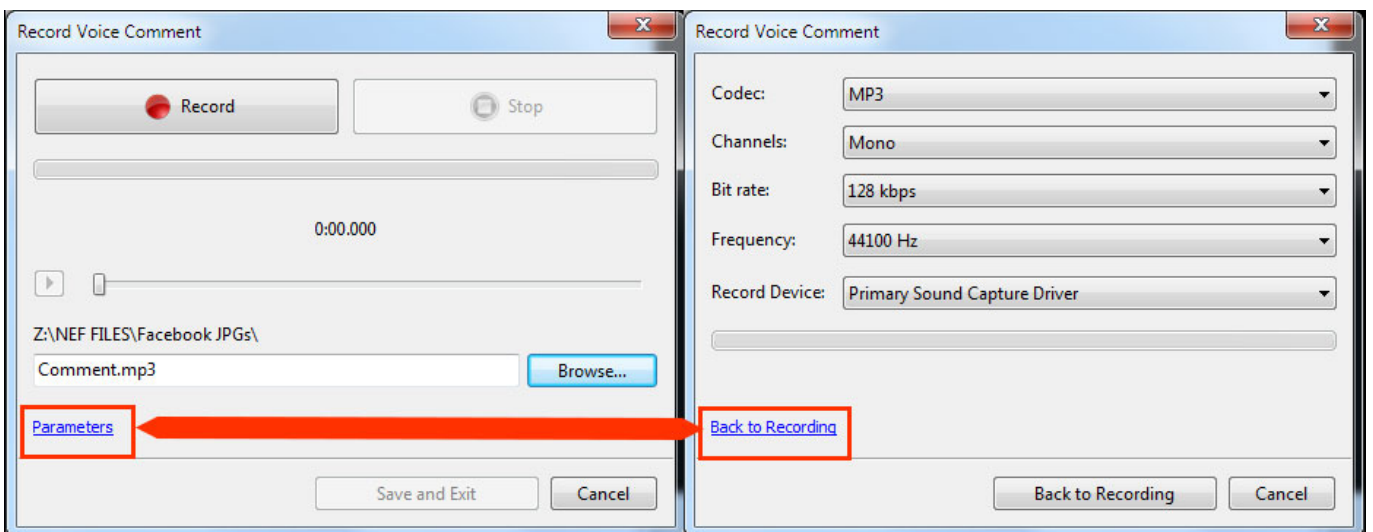 Record Voice Comment
Record
Stop
0:00.000
Z:\NEF FILES\Facebook JPGs\
Comment.mp3
Browse...
Parameters
Save and Exit
Cancel
Record Voice Comment
Codec:
MP3
Channels:
Mono
Bit rate:
128 kbps
Frequency:
44100 Hz
Record Device:
Primary Sound Capture Driver
Back to Recording
Back to Recording
Cancel